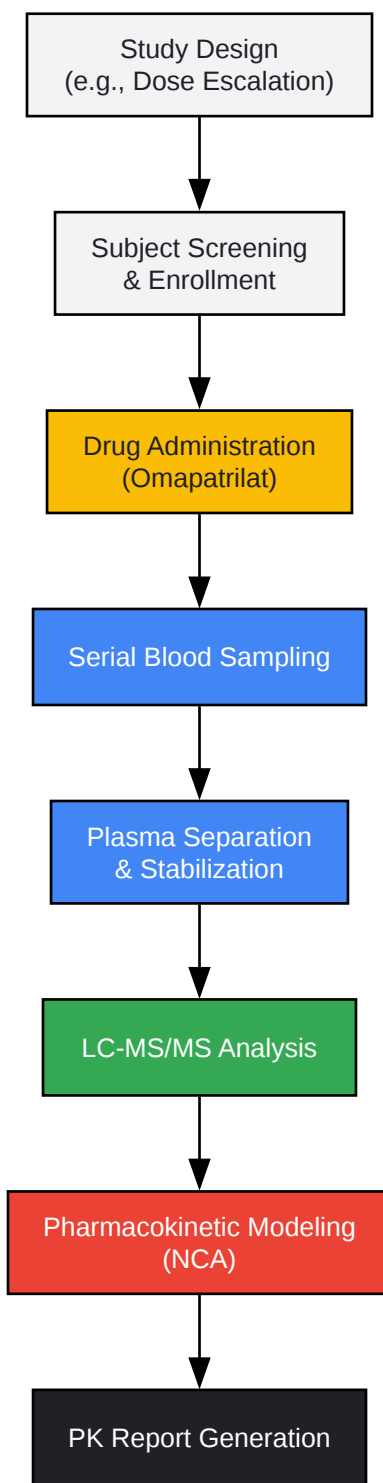 Study Design
(e.g., Dose Escalation)
Subject Screening
& Enrollment
Drug Administration
(Omapatrilat)
Serial Blood Sampling
Plasma Separation
& Stabilization
LC-MS/MS Analysis
Pharmacokinetic Modeling
(NCA)
PK Report Generation